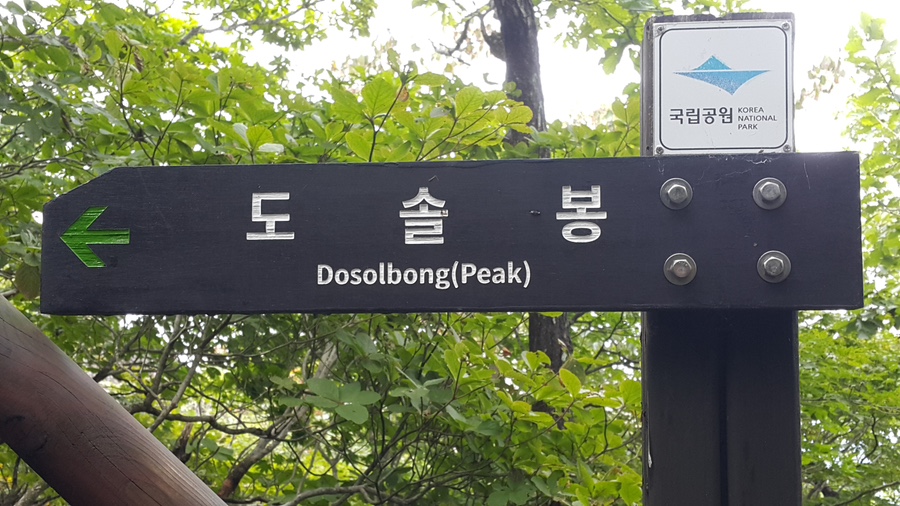 국립공원 KOREA
NATIONAL
PARK
도솔봉
Dosolbong(Peak)